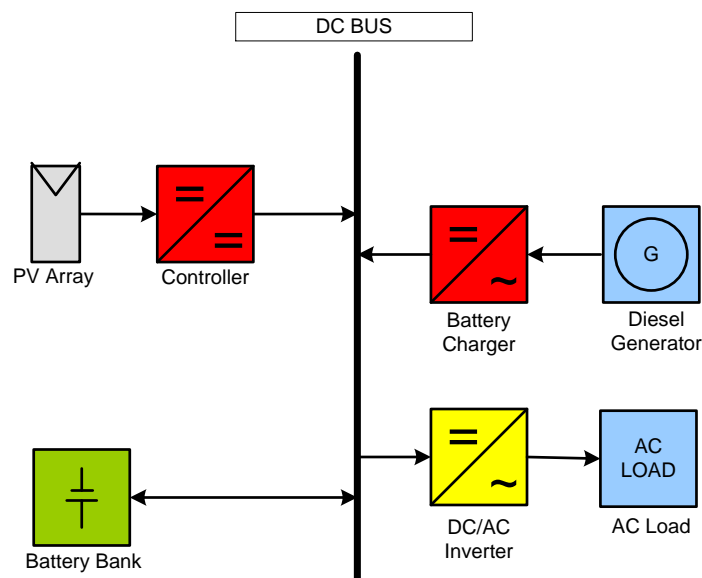 DC BUS
PV Array
Controller
G
Battery
Charger
Diesel
Generator
Battery Bank
DC/AC
Inverter
AC
LOAD
AC Load